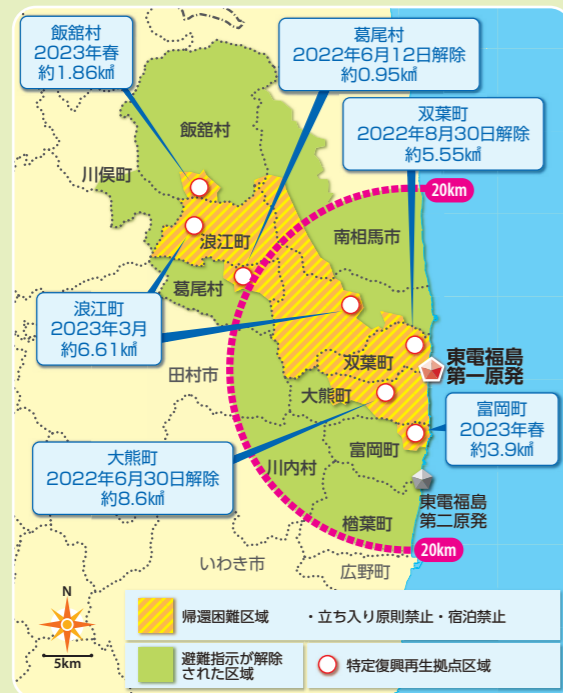 飯舘村
2023年春
約1.86㎢
葛尾村
2022年6月12日解除
約0.95㎢
双葉町
2022年8月30日解除
約5.55㎢
飯舘村
川俣町
20km
南相馬市
浪江町
葛尾村
浪江町
2023年3月
約6.61㎢
田村市
双葉町
東電福島
第一原発
大熊町
富岡町
2023年春
約3.9㎢
大熊町
2022年6月30日解除
約8.6㎢
川内村
富岡町
東電福島
第二原発
楢葉町
いわき市
20km
広野町
N
5km
帰還困難区域 ・立ち入り原則禁止・宿泊禁止
避難指示が解除
された区域
特定復興再生拠点区域